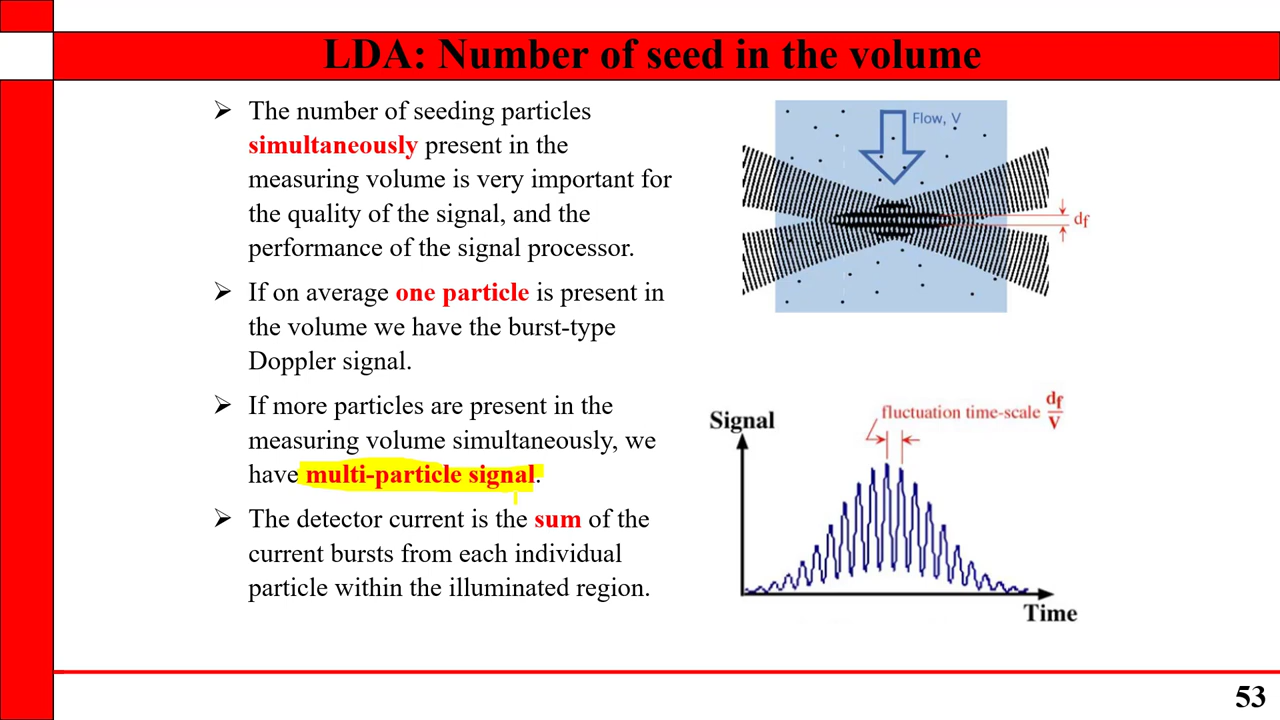 LDA: Number of seed in the volume
➢ The number of seeding particles
simultaneously present in the
measuring volume is very important for
the quality of the signal, and the
performance of the signal processor.
➢ If on average one particle is present in
the volume we have the burst-type
Doppler signal.
➢ If more particles are present in the
measuring volume simultaneously, we
have multi-particle signal.
➢ The detector current is the sum of the
current bursts from each individual
particle within the illuminated region.
Flow, V
df
Signal
fluctuation time-scale df/V
Time
53